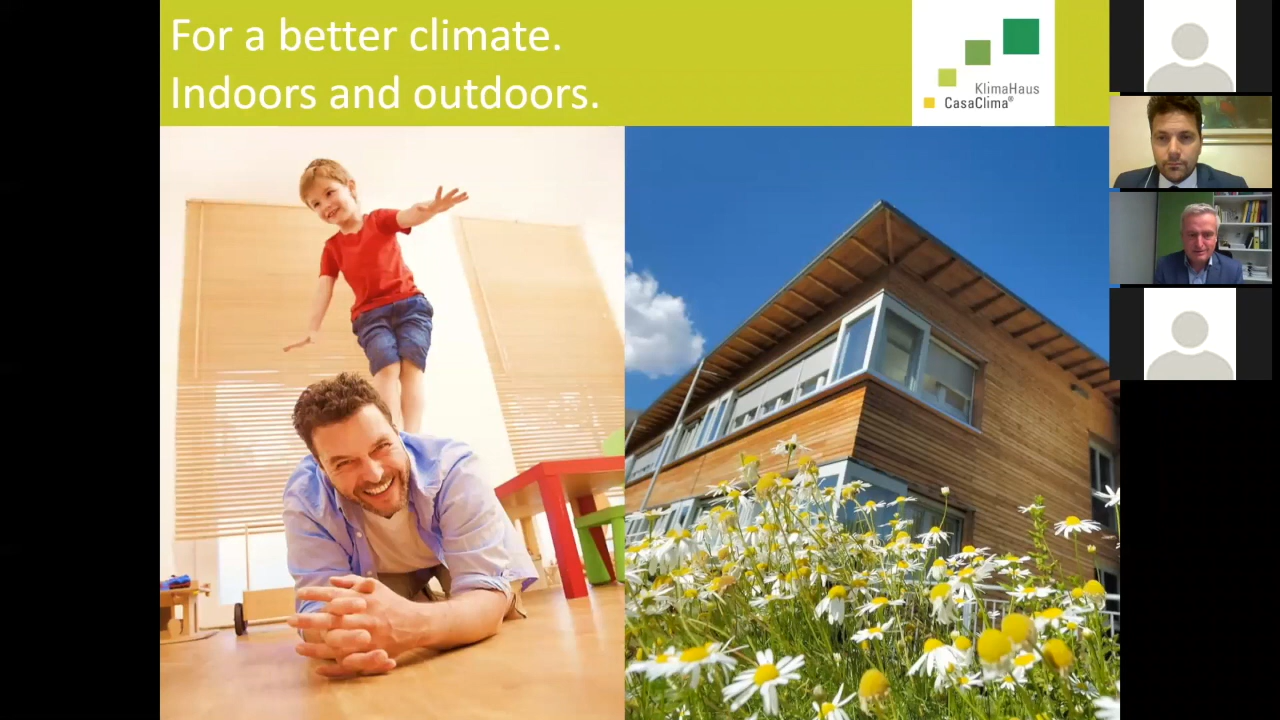 For a better climate.
Indoors and outdoors.
KlimaHaus
CasaClima®